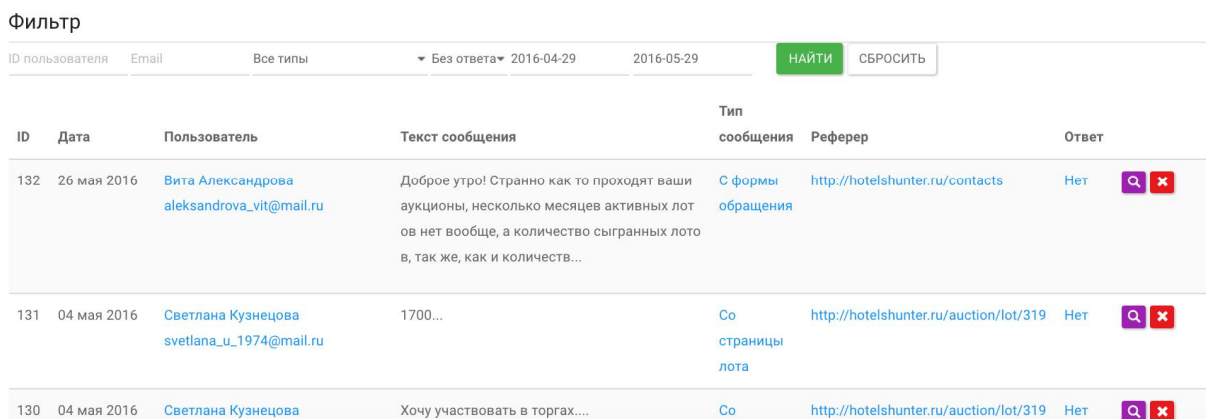 Фильтр
ID пользователя Email Все типы Без ответа 2016-04-29 2016-05-29 НАЙТИ СБРОСИТЬ
ID Дата Пользователь Текст сообщения Тип сообщения Реферер Ответ
132 26 мая 2016 Вита Александрова Доброе утро! Странно как то проходят ваши С формы http://hotelshunter.ru/contacts Нет
aleksandrova_vit@mail.ru аукционы, несколько месяцев активных лот обращения
ов нет вообще, а количество сыгранных лото
в, так же, как и количеств...
131 04 мая 2016 Светлана Кузнецова 1700... Со http://hotelshunter.ru/auction/lot/319 Нет
svetlana_u_1974@mail.ru страницы
лота
130 04 мая 2016 Светлана Кузнецова Хочу участвовать в торгах.... Со http://hotelshunter.ru/auction/lot/319 Нет